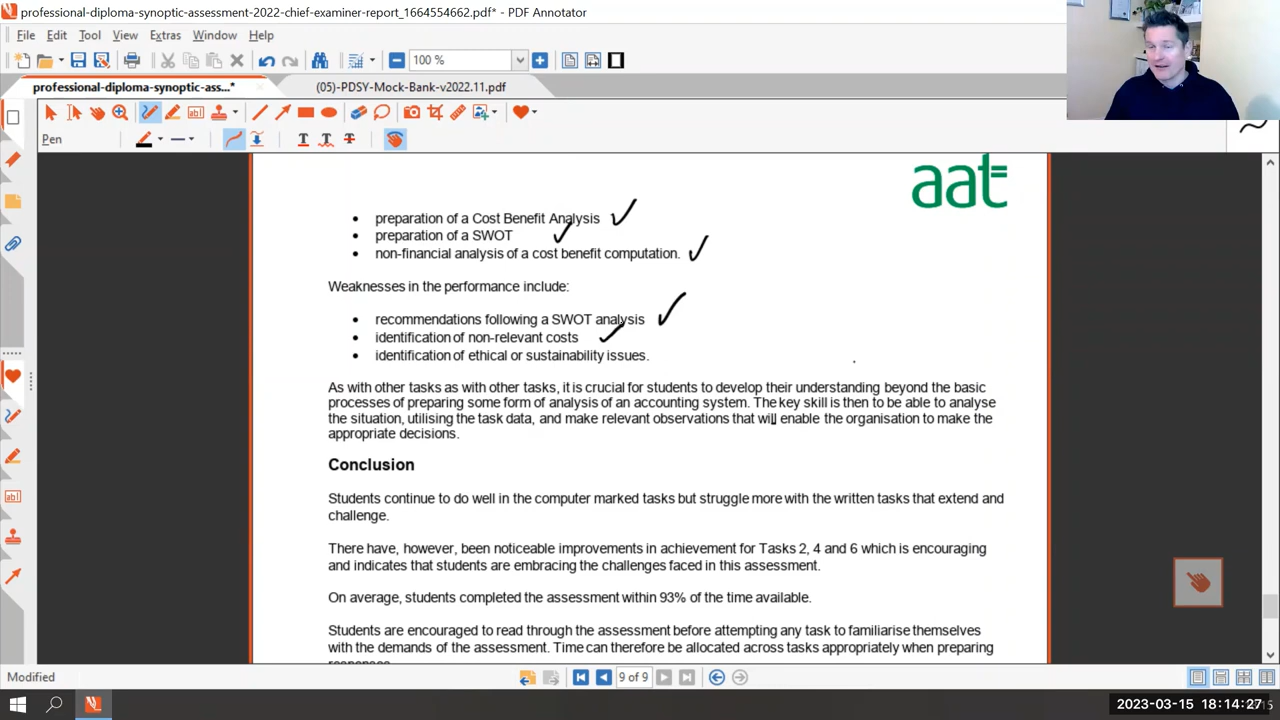 professional-diploma-synoptic-assessment-2022-chief-examiner-report_1664554662.pdf* - PDF Annotator
File Edit Tool View Extras Window Help
100 %
professional-diploma-synoptic-ass...*
(05)-PDSY-Mock-Bank-v2022.11.pdf
Pen
aat
• preparation of a Cost Benefit Analysis
• preparation of a SWOT
• non-financial analysis of a cost benefit computation.
Weaknesses in the performance include:
• recommendations following a SWOT analysis
• identification of non-relevant costs
• identification of ethical or sustainability issues.
As with other tasks as with other tasks, it is crucial for students to develop their understanding beyond the basic
processes of preparing some form of analysis of an accounting system. The key skill is then to be able to analyse
the situation, utilising the task data, and make relevant observations that will enable the organisation to make the
appropriate decisions.
Conclusion
Students continue to do well in the computer marked tasks but struggle more with the written tasks that extend and
challenge.
There have, however, been noticeable improvements in achievement for Tasks 2, 4 and 6 which is encouraging
and indicates that students are embracing the challenges faced in this assessment.
On average, students completed the assessment within 93% of the time available.
Students are encouraged to read through the assessment before attempting any task to familiarise themselves
with the demands of the assessment. Time can therefore be allocated across tasks appropriately when preparing
responses.
Modified
9 of 9
2023-03-15 18:14:27